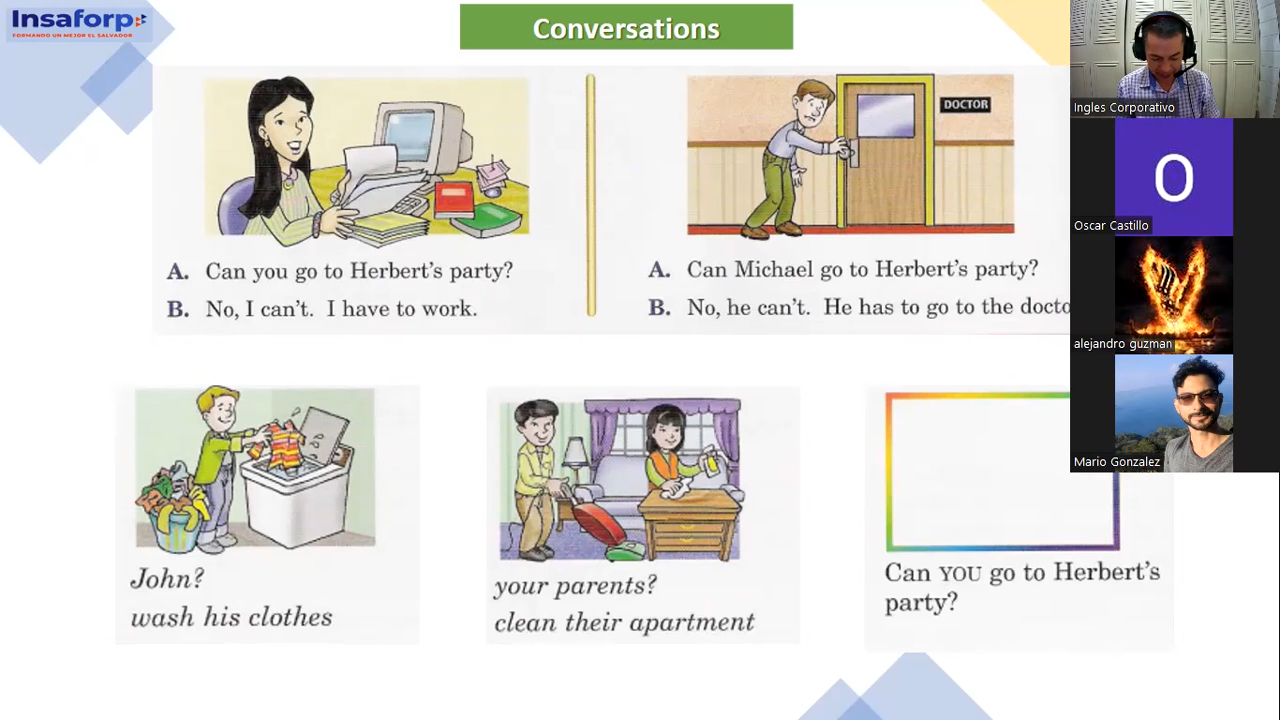 Insaforp
FORMANDO UN MEJOR EL SALVADOR
Conversations
DOCTOR
A. Can you go to Herbert's party?
B. No, I can't. I have to work.
A. Can Michael go to Herbert's party?
B. No, he can't. He has to go to the docto
John?
wash his clothes
your parents?
clean their apartment
Can YOU go to Herbert's
party?
Ingles Corporativo
O
Oscar Castillo
alejandro guzman
Mario Gonzalez